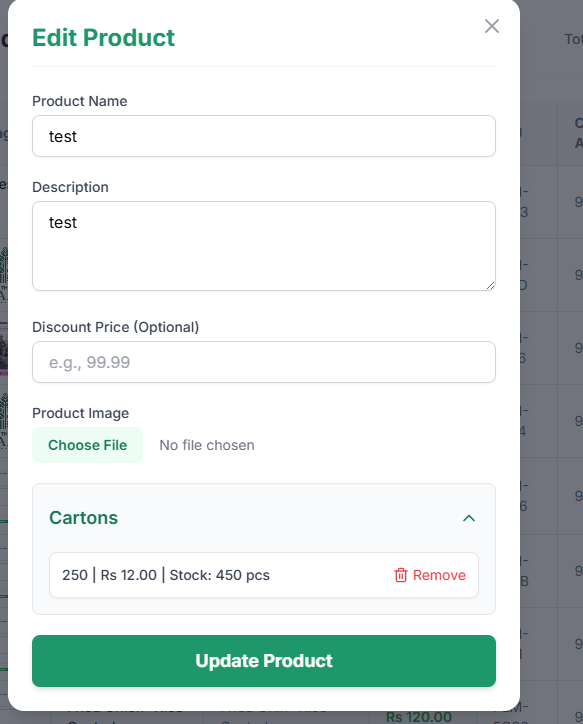 Edit Product
Product Name
test
Description
test
Discount Price (Optional)
e.g., 99.99
Product Image
Choose File
No file chosen
Cartons
250 | Rs 12.00 | Stock: 450 pcs
Remove
Update Product
Rs 120.00